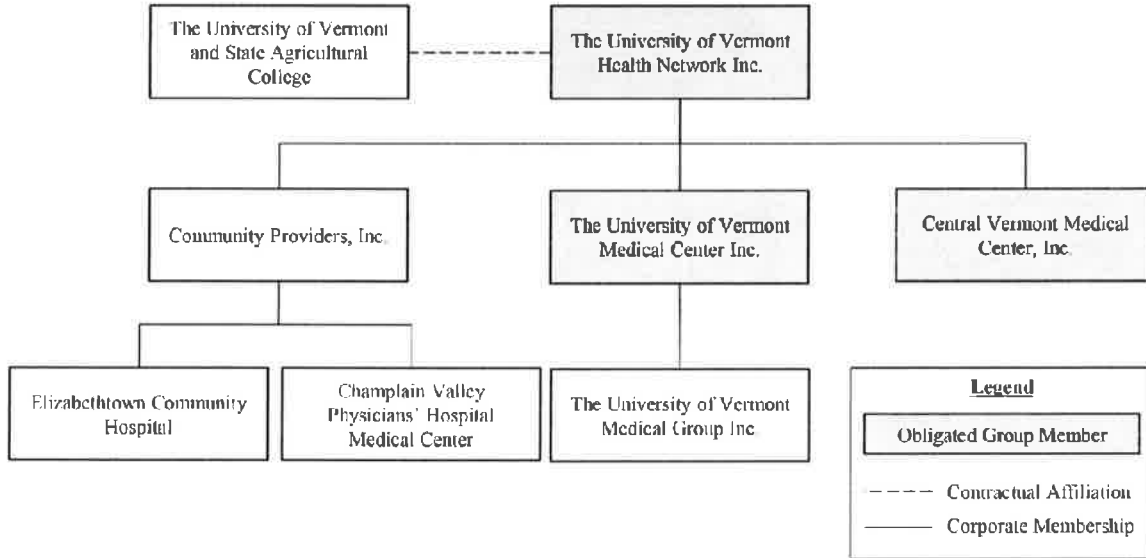 The University of Vermont
and State Agricultural
College
The University of Vermont
Health Network Inc.
Community Providers, Inc.
The University of Vermont
Medical Center Inc.
Central Vermont Medical
Center, Inc.
Elizabethtown Community
Hospital
Champlain Valley
Physicians' Hospital
Medical Center
The University of Vermont
Medical Group Inc.
Legend
Obligated Group Member
Contractual Affiliation
Corporate Membership